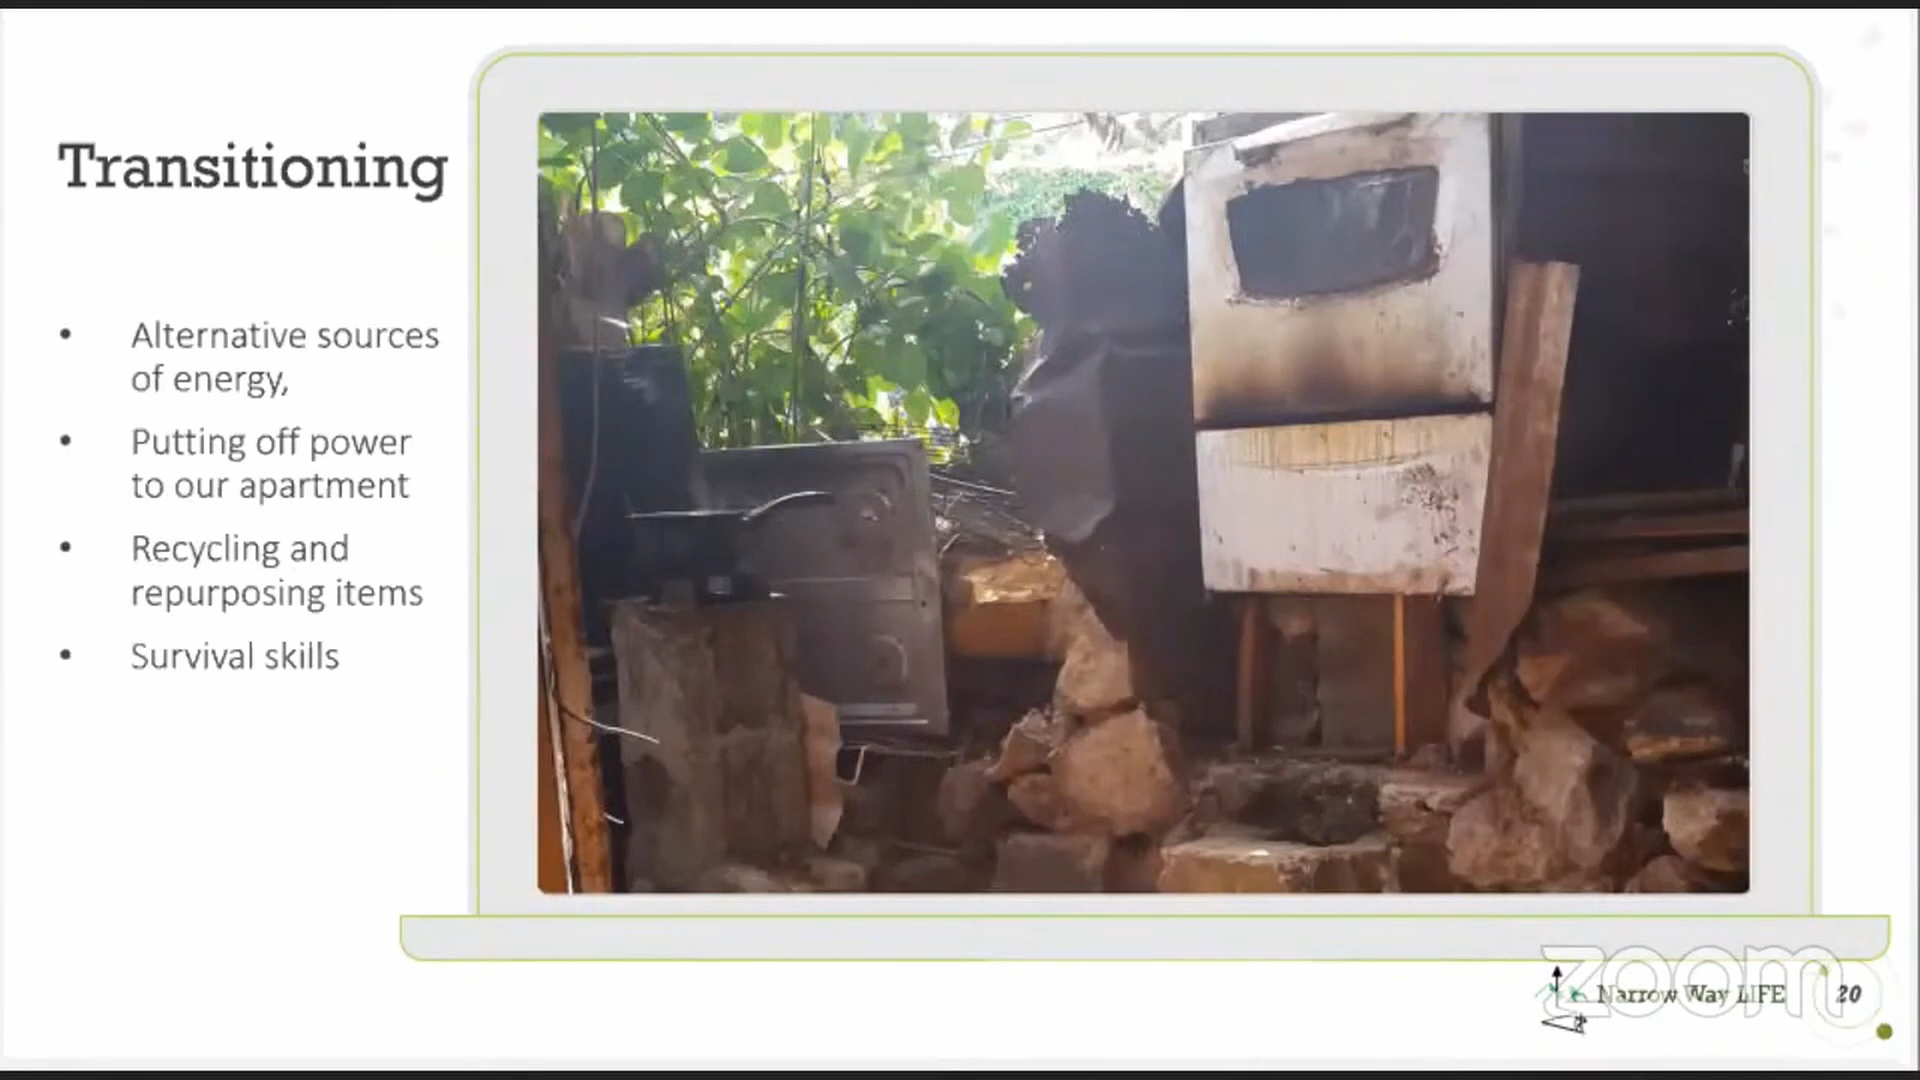 Transitioning
• Alternative sources
of energy,
• Putting off power
to our apartment
• Recycling and
repurposing items
• Survival skills
zoom
Narrow Way LIFE
20